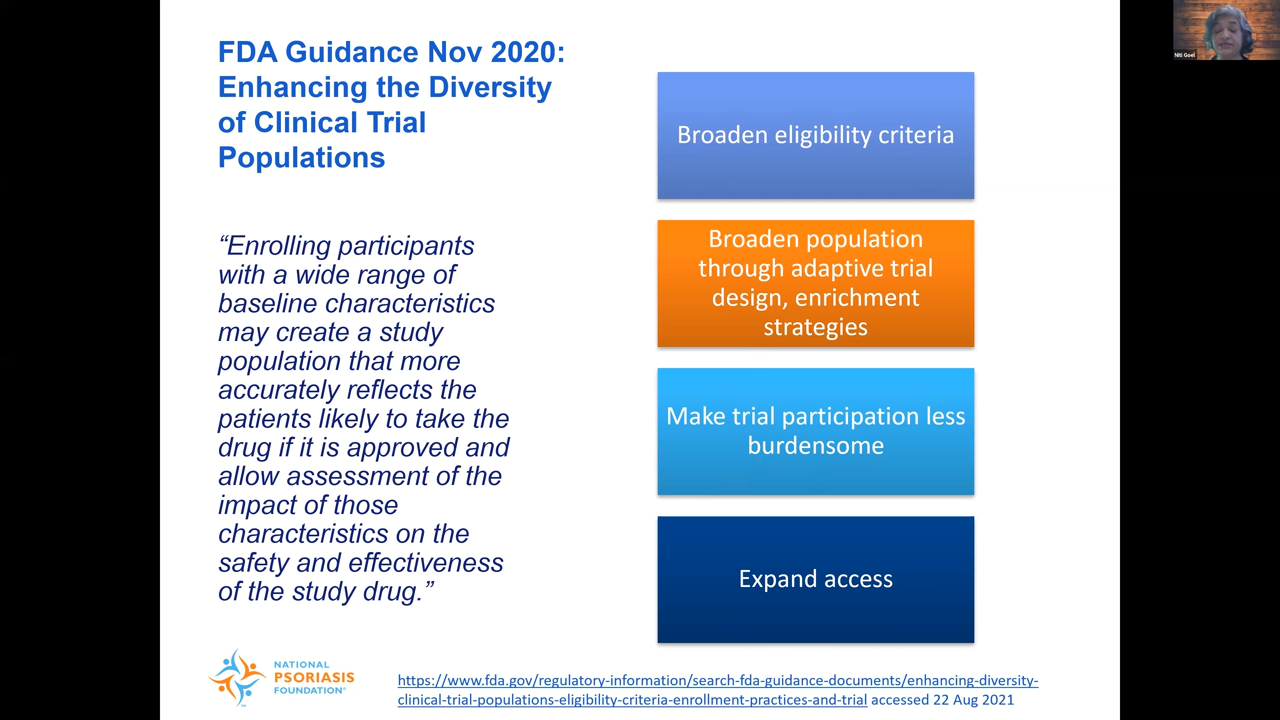 FDA Guidance Nov 2020:
Enhancing the Diversity
of Clinical Trial
Populations
“Enrolling participants
with a wide range of
baseline characteristics
may create a study
population that more
accurately reflects the
patients likely to take the
drug if it is approved and
allow assessment of the
impact of those
characteristics on the
safety and effectiveness
of the study drug.”
Broaden eligibility criteria
Broaden population
through adaptive trial
design, enrichment
strategies
Make trial participation less
burdensome
Expand access
NATIONAL
PSORIASIS
FOUNDATION®
https://www.fda.gov/regulatory-information/search-fda-guidance-documents/enhancing-diversity-
clinical-trial-populations-eligibility-criteria-enrollment-practices-and-trial accessed 22 Aug 2021
Niti Goel